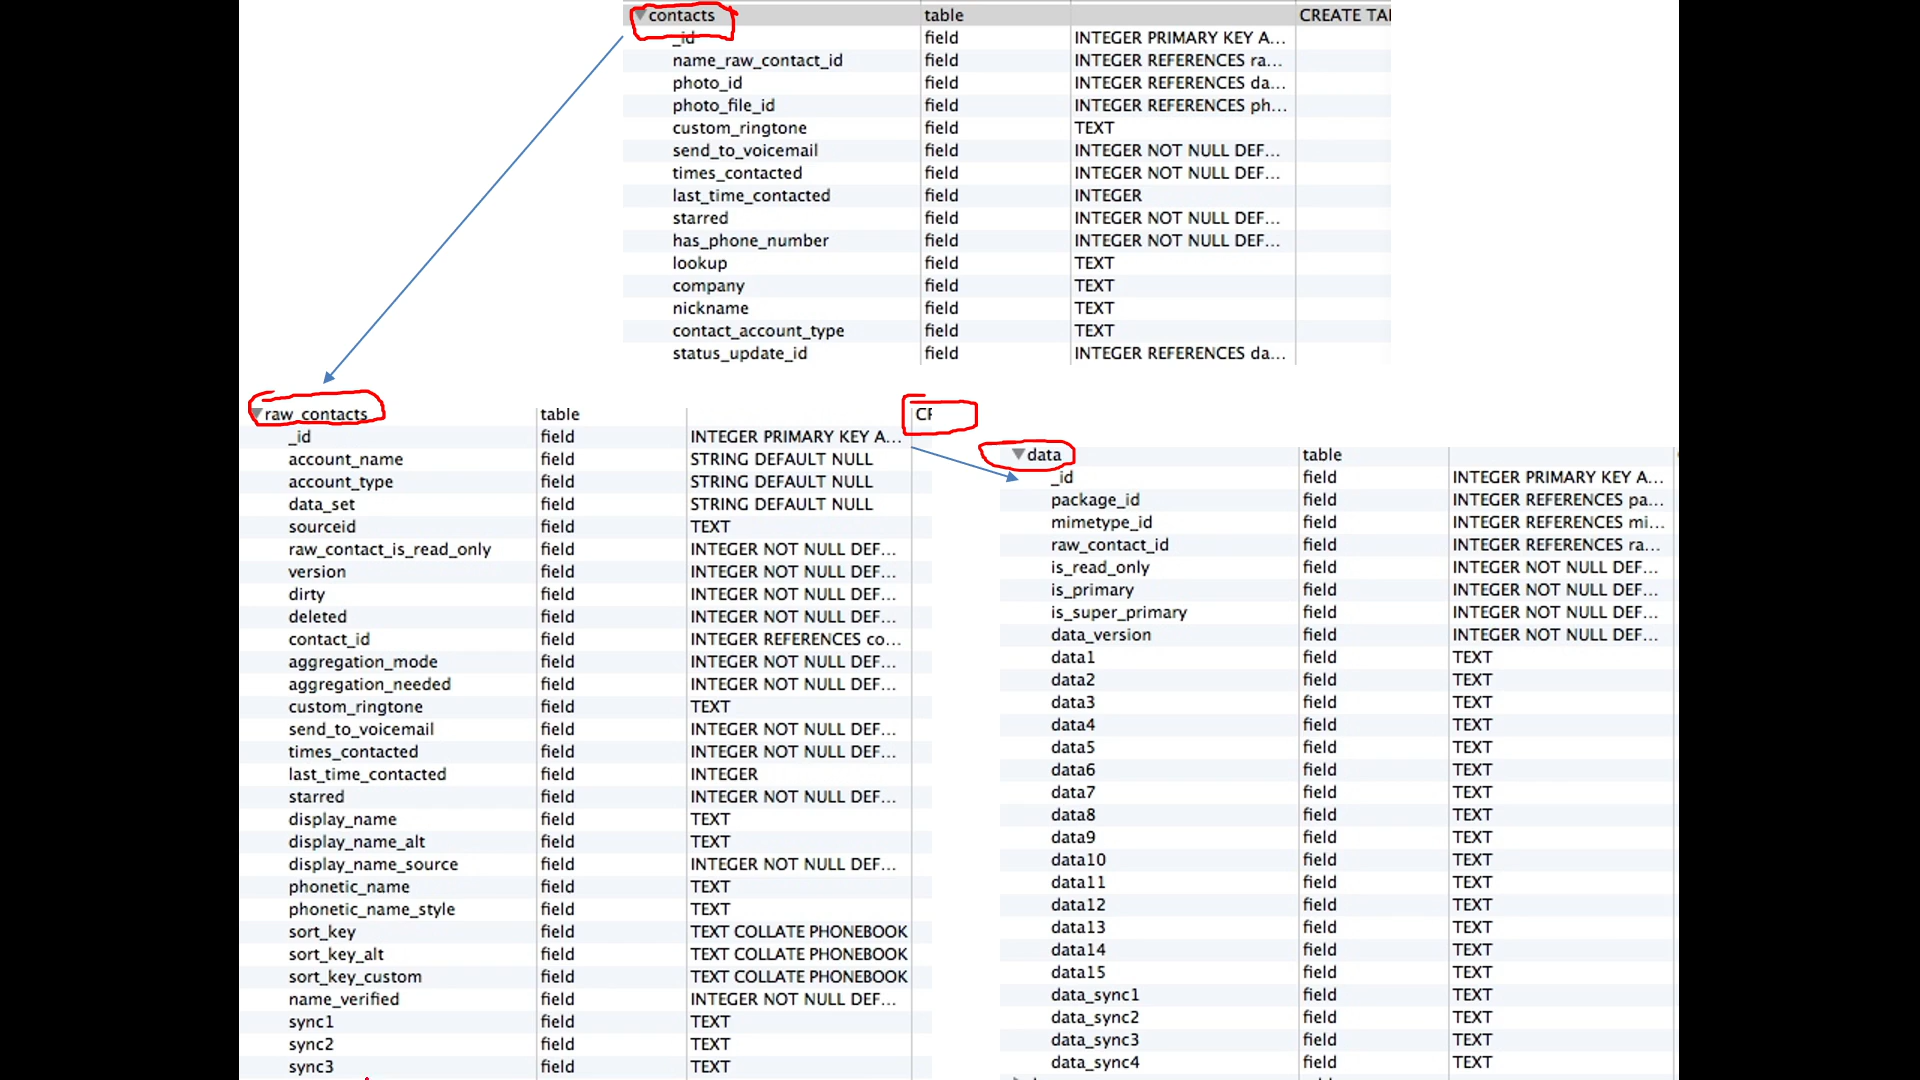 contacts table CREATE TAI
_id field INTEGER PRIMARY KEY A...
name_raw_contact_id field INTEGER REFERENCES ra...
photo_id field INTEGER REFERENCES da...
photo_file_id field INTEGER REFERENCES ph...
custom_ringtone field TEXT
send_to_voicemail field INTEGER NOT NULL DEF...
times_contacted field INTEGER NOT NULL DEF...
last_time_contacted field INTEGER
starred field INTEGER NOT NULL DEF...
has_phone_number field INTEGER NOT NULL DEF...
lookup field TEXT
company field TEXT
nickname field TEXT
contact_account_type field TEXT
status_update_id field INTEGER REFERENCES da...
raw_contacts table CF
_id field INTEGER PRIMARY KEY A...
account_name field STRING DEFAULT NULL
account_type field STRING DEFAULT NULL
data_set field STRING DEFAULT NULL
sourceid field TEXT
raw_contact_is_read_only field INTEGER NOT NULL DEF...
version field INTEGER NOT NULL DEF...
dirty field INTEGER NOT NULL DEF...
deleted field INTEGER NOT NULL DEF...
contact_id field INTEGER REFERENCES co...
aggregation_mode field INTEGER NOT NULL DEF...
aggregation_needed field INTEGER NOT NULL DEF...
custom_ringtone field TEXT
send_to_voicemail field INTEGER NOT NULL DEF...
times_contacted field INTEGER NOT NULL DEF...
last_time_contacted field INTEGER
starred field INTEGER NOT NULL DEF...
display_name field TEXT
display_name_alt field TEXT
display_name_source field INTEGER NOT NULL DEF...
phonetic_name field TEXT
phonetic_name_style field TEXT
sort_key field TEXT COLLATE PHONEBOOK
sort_key_alt field TEXT COLLATE PHONEBOOK
sort_key_custom field TEXT COLLATE PHONEBOOK
name_verified field INTEGER NOT NULL DEF...
sync1 field TEXT
sync2 field TEXT
sync3 field TEXT
data table
_id field INTEGER PRIMARY KEY A...
package_id field INTEGER REFERENCES pa...
mimetype_id field INTEGER REFERENCES mi...
raw_contact_id field INTEGER REFERENCES ra...
is_read_only field INTEGER NOT NULL DEF...
is_primary field INTEGER NOT NULL DEF...
is_super_primary field INTEGER NOT NULL DEF...
data_version field INTEGER NOT NULL DEF...
data1 field TEXT
data2 field TEXT
data3 field TEXT
data4 field TEXT
data5 field TEXT
data6 field TEXT
data7 field TEXT
data8 field TEXT
data9 field TEXT
data10 field TEXT
data11 field TEXT
data12 field TEXT
data13 field TEXT
data14 field TEXT
data15 field TEXT
data_sync1 field TEXT
data_sync2 field TEXT
data_sync3 field TEXT
data_sync4 field TEXT